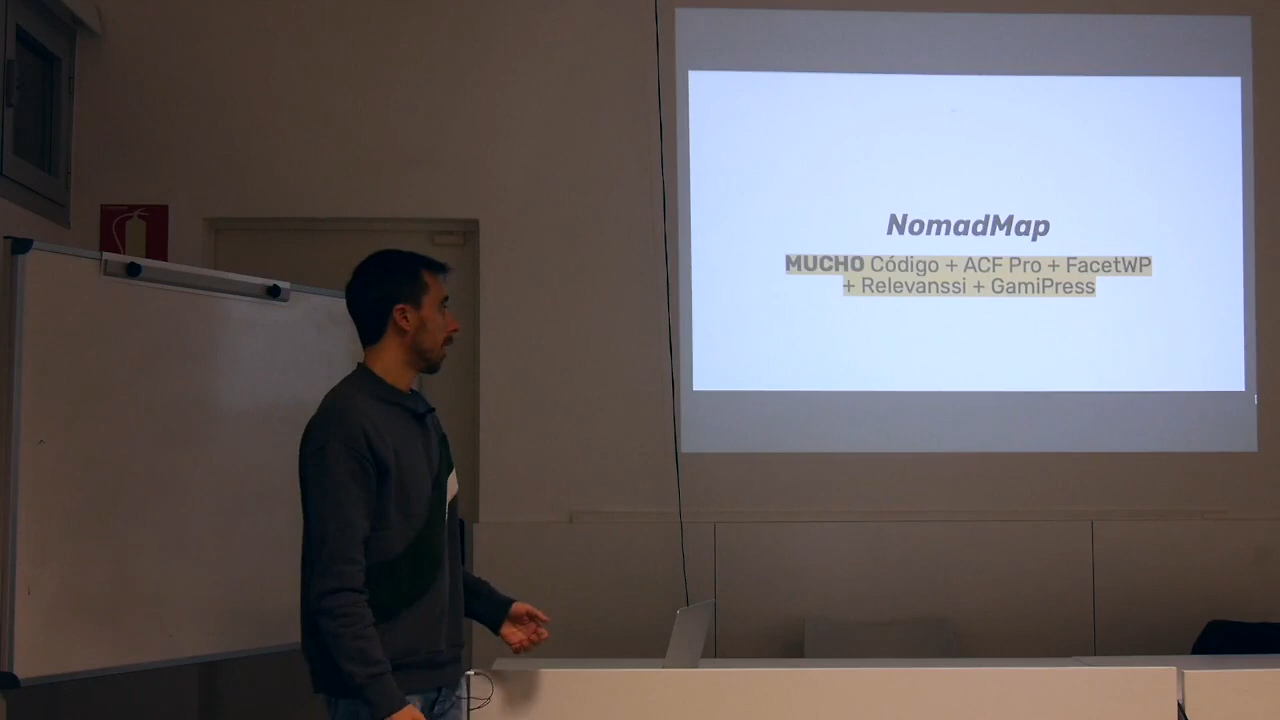 NomadMap
MUCHO Código + ACF Pro + FacetWP
+ Relevanssi + GamiPress